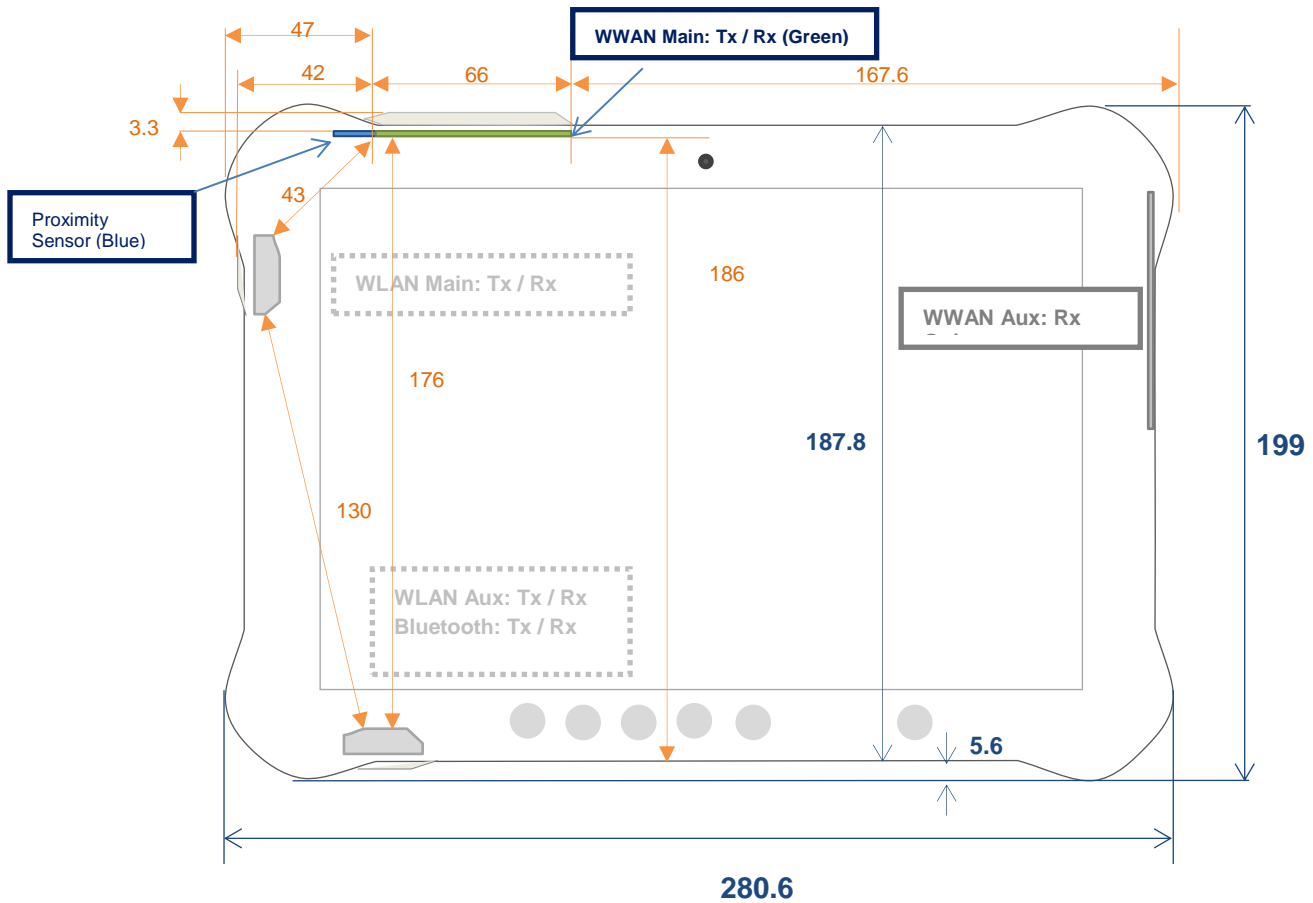 47
WWAN Main: Tx / Rx (Green)
42
66
167.6
3.3
43
Proximity
Sensor (Blue)
WLAN Main: Tx / Rx
186
WWAN Aux: Rx
176
187.8
199
130
WLAN Aux: Tx / Rx
Bluetooth: Tx / Rx
5.6
280.6